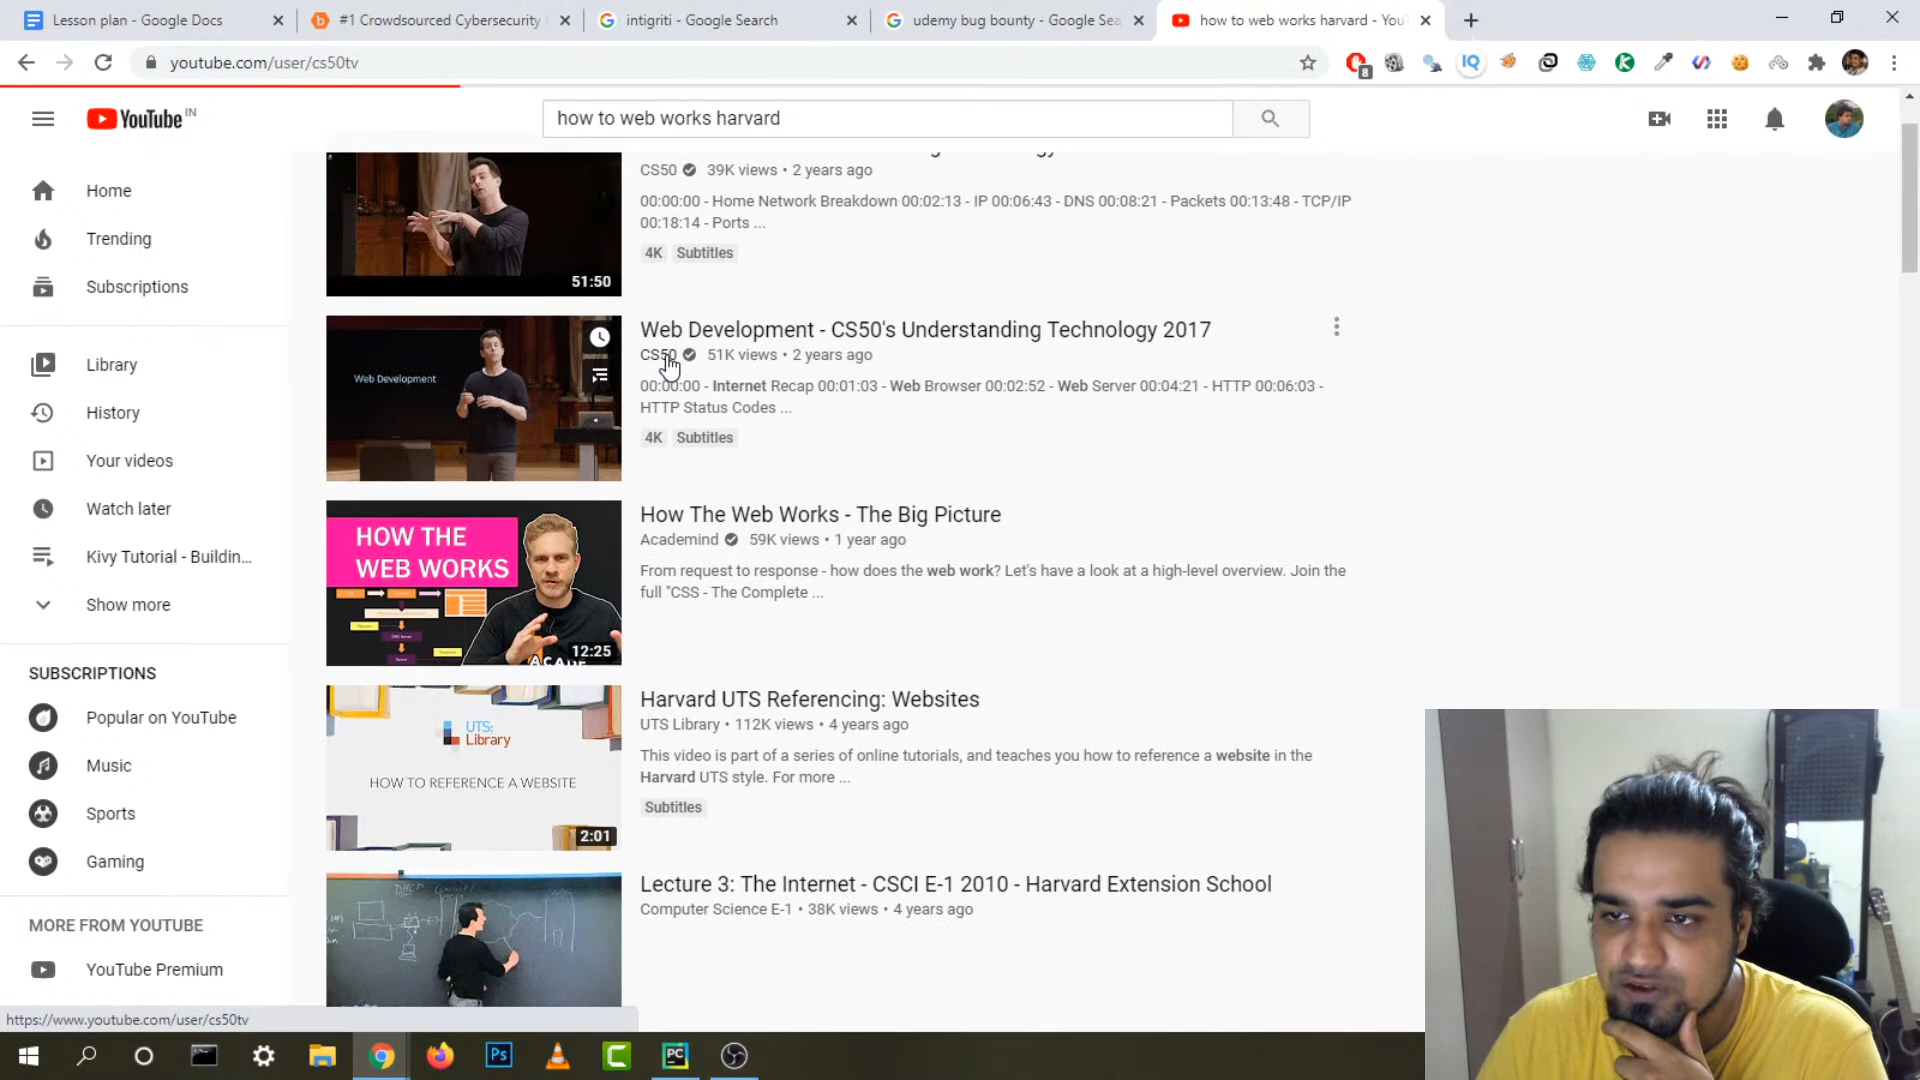 Lesson plan - Google Docs
#1 Crowdsourced Cybersecurity
intigriti - Google Search
udemy bug bounty - Google Sea
how to web works harvard - You
youtube.com/user/cs50tv
8
YouTube IN
how to web works harvard
Home
Trending
Subscriptions
Library
History
Your videos
Watch later
Kivy Tutorial - Buildin...
Show more
SUBSCRIPTIONS
Popular on YouTube
Music
Sports
Gaming
MORE FROM YOUTUBE
YouTube Premium
51:50
CS50 39K views • 2 years ago
00:00:00 - Home Network Breakdown 00:02:13 - IP 00:06:43 - DNS 00:08:21 - Packets 00:13:48 - TCP/IP
00:18:14 - Ports ...
4K Subtitles
Web Development
Web Development - CS50's Understanding Technology 2017
CS50 51K views • 2 years ago
00:00:00 - Internet Recap 00:01:03 - Web Browser 00:02:52 - Web Server 00:04:21 - HTTP 00:06:03 -
HTTP Status Codes ...
4K Subtitles
HOW THE
WEB WORKS
12:25
How The Web Works - The Big Picture
Academind 59K views • 1 year ago
From request to response - how does the web work? Let's have a look at a high-level overview. Join the
full "CSS - The Complete ...
UTS:
Library
HOW TO REFERENCE A WEBSITE
2:01
Harvard UTS Referencing: Websites
UTS Library • 112K views • 4 years ago
This video is part of a series of online tutorials, and teaches you how to reference a website in the
Harvard UTS style. For more ...
Subtitles
Lecture 3: The Internet - CSCI E-1 2010 - Harvard Extension School
Computer Science E-1 • 38K views • 4 years ago
https://www.youtube.com/user/cs50tv